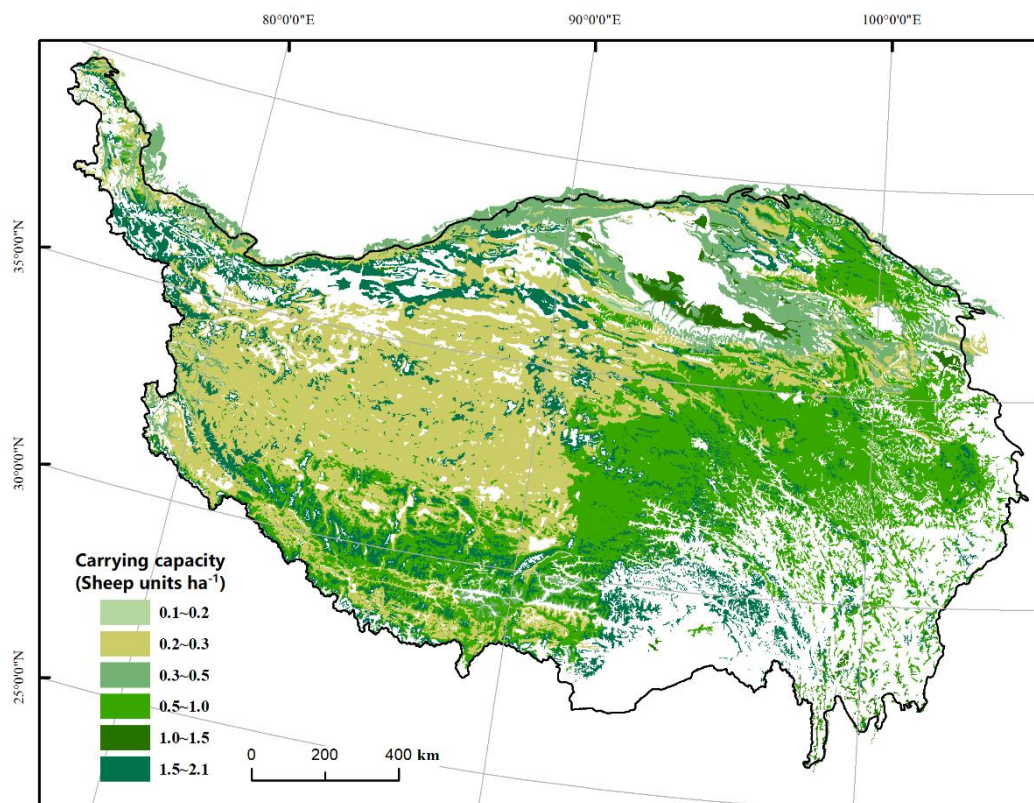 80°0'0"E 90°0'0"E 100°0'0"E
35°0'0"N
30°0'0"N
25°0'0"N
Carrying capacity
(Sheep units ha⁻¹)
0.1~0.2
0.2~0.3
0.3~0.5
0.5~1.0
1.0~1.5
1.5~2.1
0 200 400 km